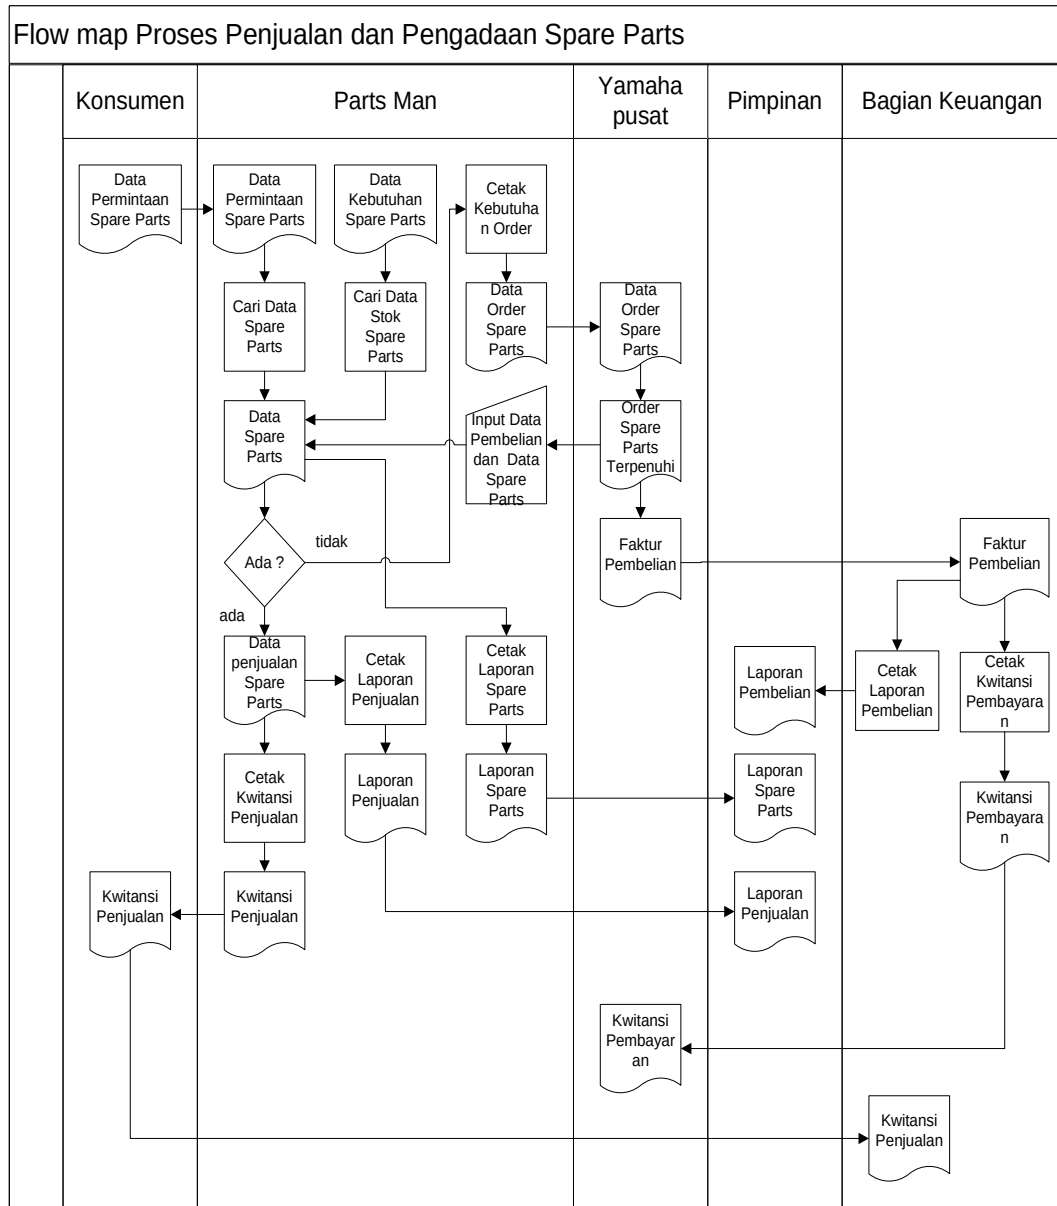 Flow map Proses Penjualan dan Pengadaan Spare Parts
Konsumen
Parts Man
Yamaha
pusat
Pimpinan
Bagian Keuangan
Data
Permintaan
Spare Parts
Data
Permintaan
Spare Parts
Data
Kebutuhan
Spare Parts
Cetak
Kebutuha
n Order
Cari Data
Spare
Parts
Cari Data
Stok
Spare
Parts
Data
Order
Spare
Parts
Data
Order
Spare
Parts
Data
Spare
Parts
Input Data
Pembelian
dan Data
Spare
Parts
Order
Spare
Parts
Terpenuhi
Ada ?
tidak
Faktur
Pembelian
Faktur
Pembelian
ada
Data
penjualan
Spare
Parts
Cetak
Laporan
Penjualan
Cetak
Laporan
Spare
Parts
Laporan
Pembelian
Cetak
Laporan
Pembelian
Cetak
Kwitansi
Pembayara
n
Cetak
Kwitansi
Penjualan
Laporan
Penjualan
Laporan
Spare
Parts
Laporan
Spare
Parts
Kwitansi
Pembayara
n
Kwitansi
Penjualan
Kwitansi
Penjualan
Laporan
Penjualan
Kwitansi
Pembayar
an
Kwitansi
Penjualan